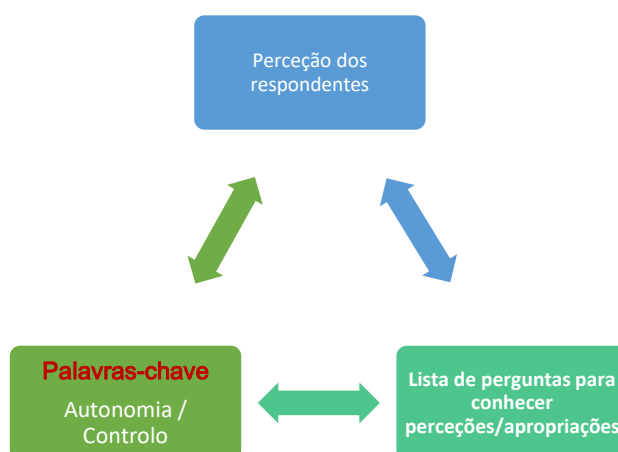 Perceção dos
respondentes
Palavras-chave
Autonomia /
Controlo
Lista de perguntas para
conhecer
perceções/apropriações